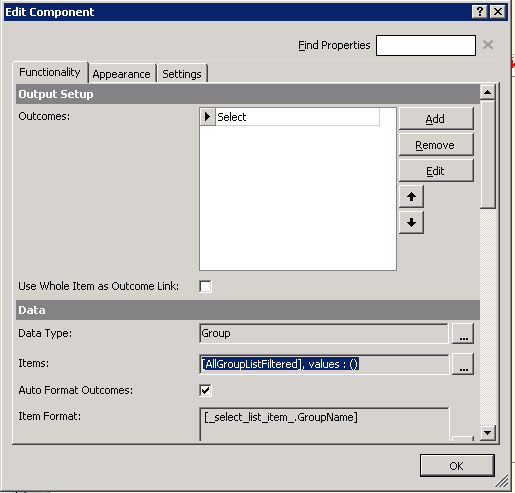 Edit Component
Find Properties
Functionality Appearance Settings
Output Setup
Outcomes:
Select
Add
Remove
Edit
Use Whole Item as Outcome Link:
Data
Data Type:
Group
...
Items:
[AllGroupListFiltered], values : ()
...
Auto Format Outcomes:
Item Format:
[_select_list_item_.GroupName]
OK